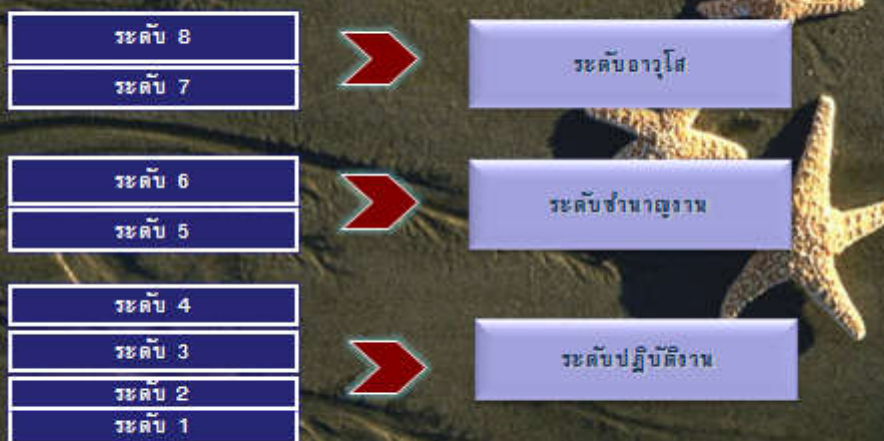 ระดับ 8
ระดับ 7
ระดับอาวุโส
ระดับ 6
ระดับ 5
ระดับชำนาญงาน
ระดับ 4
ระดับ 3
ระดับ 2
ระดับ 1
ระดับปฏิบัติงาน